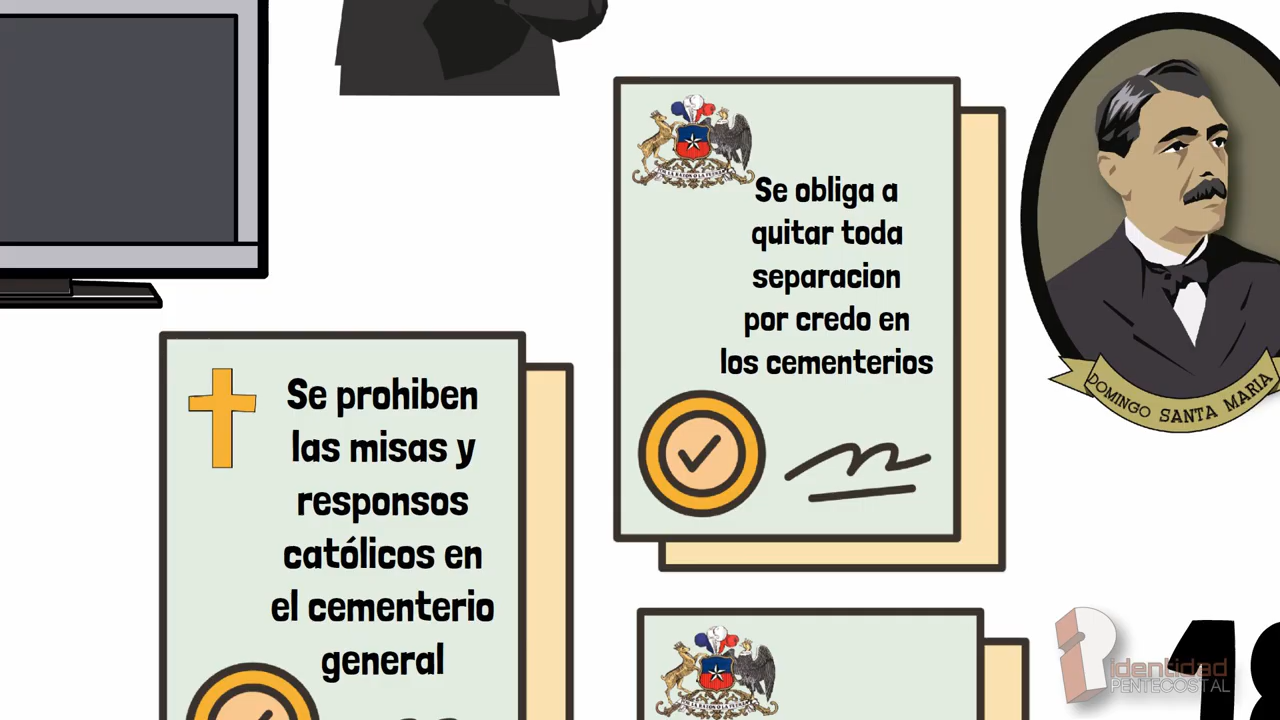 Se obliga a
quitar toda
separacion
por credo en
los cementerios
DOMINGO SANTA MARIA
Se prohiben
las misas y
responsos
católicos en
el cementerio
general
identidad
PENTECOSTAL
18